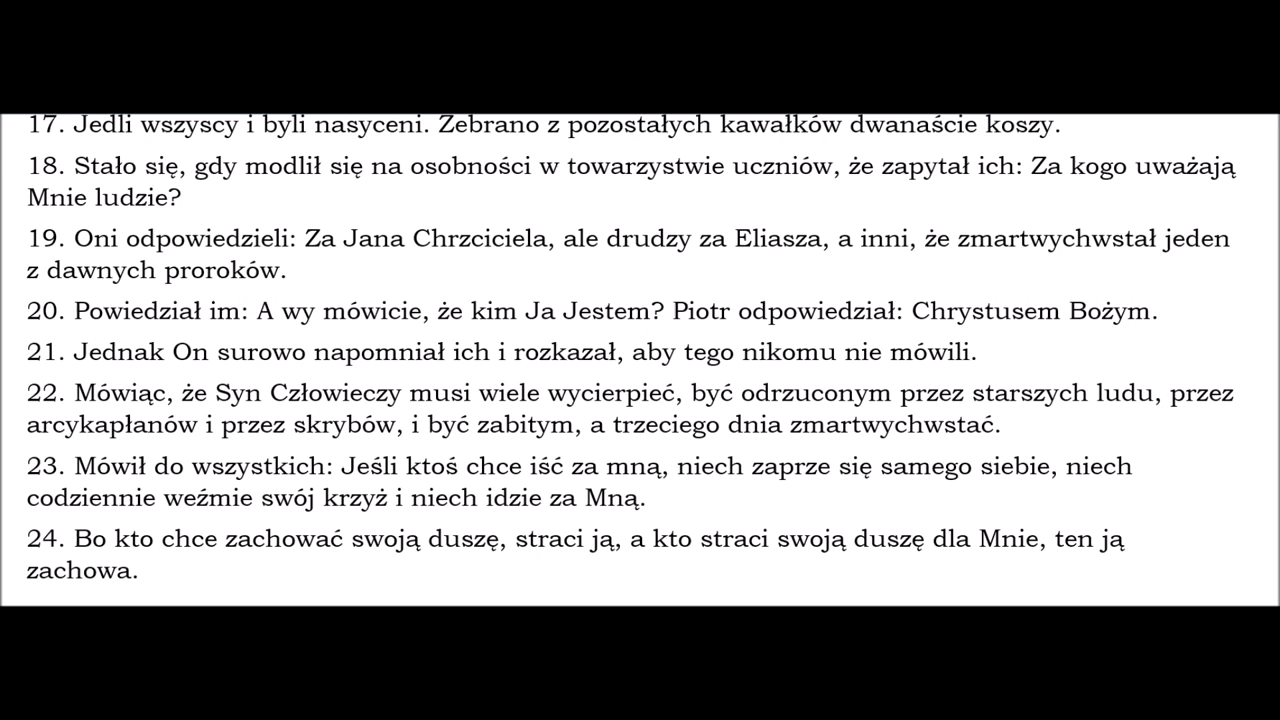 17. Jedli wszyscy i byli nasyceni. Zebrano z pozostałych kawałków dwanaście koszy.
18. Stało się, gdy modlił się na osobności w towarzystwie uczniów, że zapytał ich: Za kogo uważają
Mnie ludzie?
19. Oni odpowiedzieli: Za Jana Chrzciciela, ale drudzy za Eliasza, a inni, że zmartwychwstał jeden
z dawnych proroków.
20. Powiedział im: A wy mówicie, że kim Ja Jestem? Piotr odpowiedział: Chrystusem Bożym.
21. Jednak On surowo napomniał ich i rozkazał, aby tego nikomu nie mówili.
22. Mówiąc, że Syn Człowieczy musi wiele wycierpieć, być odrzuconym przez starszych ludu, przez
arcykapłanów i przez skrybów, i być zabitym, a trzeciego dnia zmartwychwstać.
23. Mówił do wszystkich: Jeśli ktoś chce iść za mną, niech zaprze się samego siebie, niech
codziennie weźmie swój krzyż i niech idzie za Mną.
24. Bo kto chce zachować swoją duszę, straci ją, a kto straci swoją duszę dla Mnie, ten ją
zachowa.